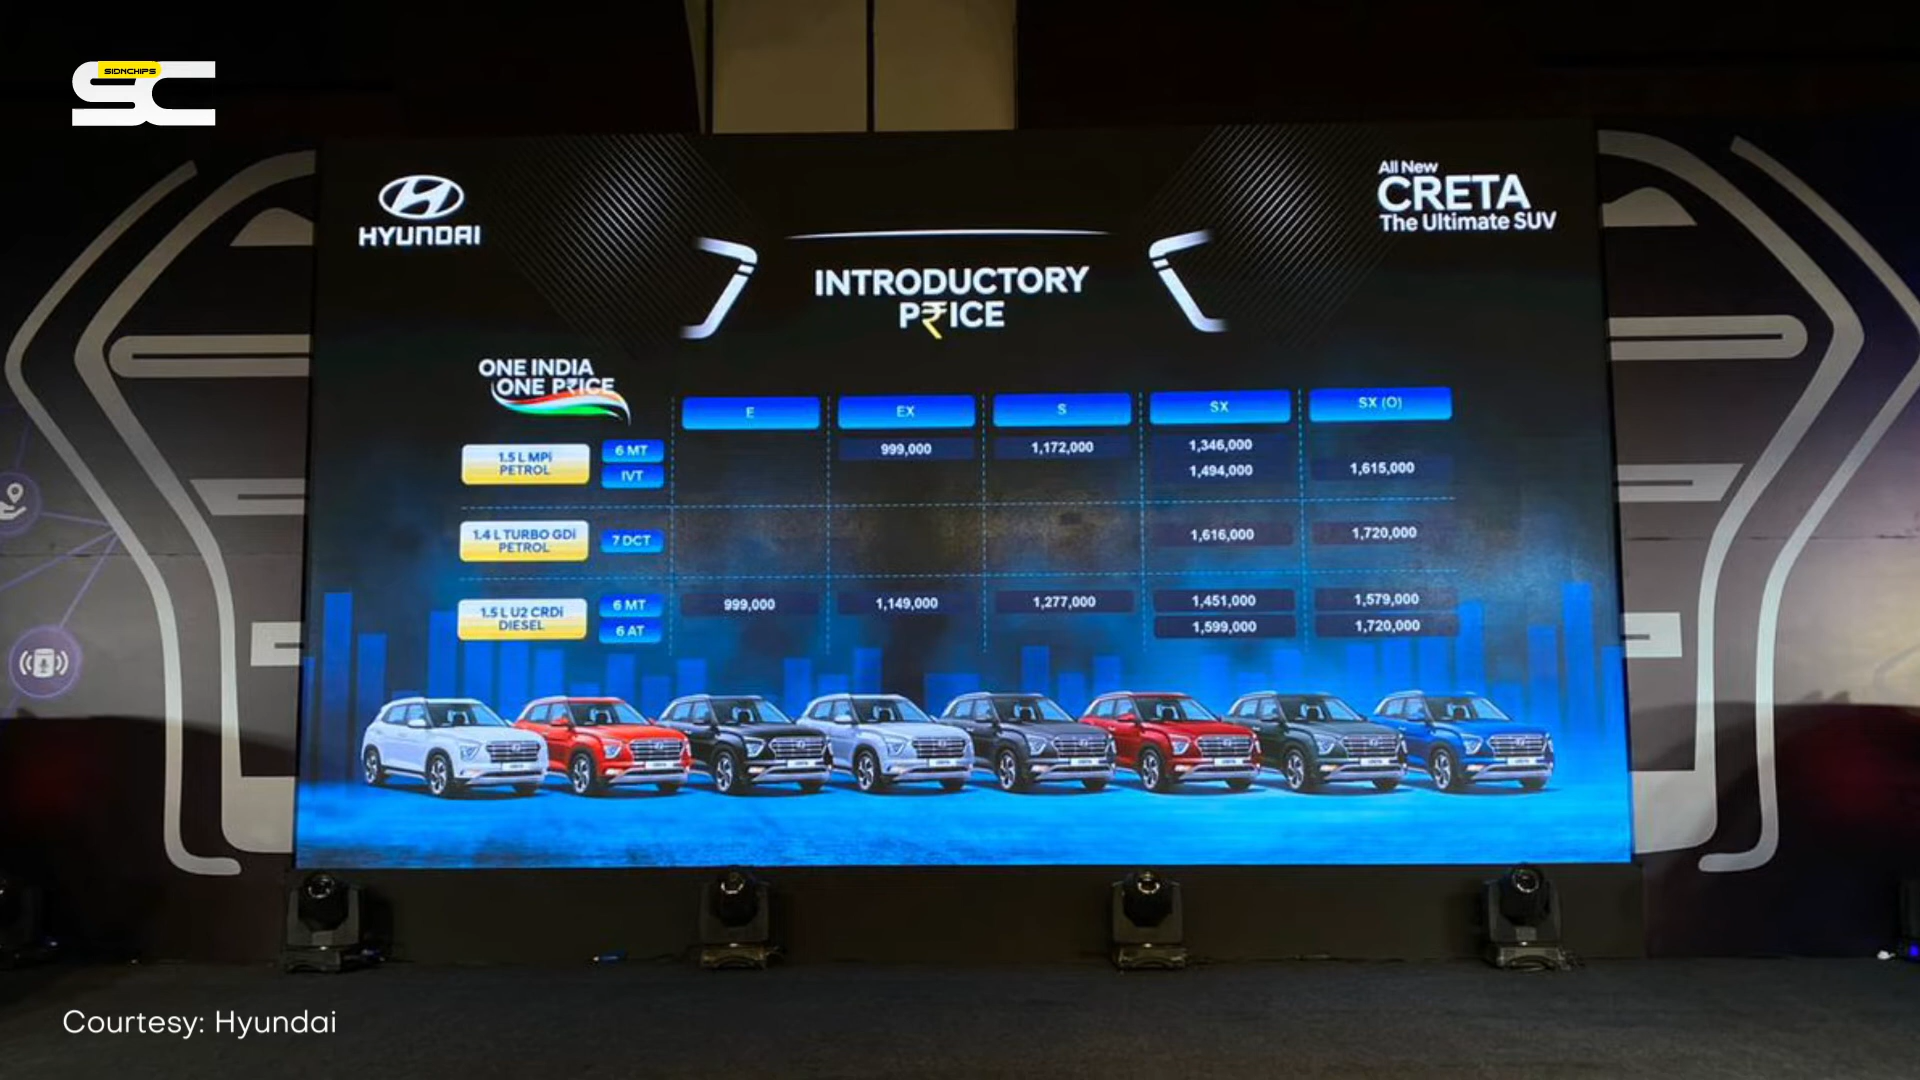 SIDNCHIPS
SC
HYUNDAI
All New
CRETA
The Ultimate SUV
INTRODUCTORY
P₹ICE
ONE INDIA
ONE P₹ICE
E EX S SX SX (O)
1.5 L MPi
PETROL
6 MT 999,000 1,172,000 1,346,000
IVT 1,494,000 1,615,000
1.4 L TURBO GDi
PETROL
7 DCT 1,616,000 1,720,000
1.5 L U2 CRDi
DIESEL
6 MT 999,000 1,149,000 1,277,000 1,451,000 1,579,000
6 AT 1,599,000 1,720,000
Courtesy: Hyundai